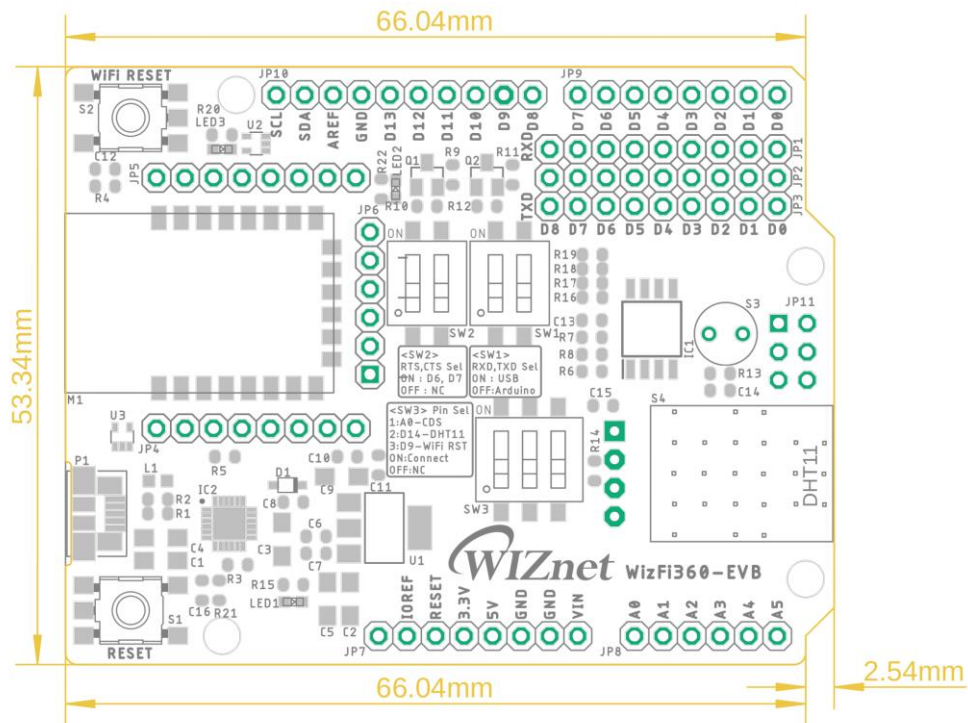 66.04mm
WiFi RESET
JP10
JP9
S2
R20
LED3
U2
SCL
SDA
AREF
GND
D13
D12
D11
D10
D9
D8
D7
D6
D5
D4
D3
D2
D1
D0
RXD
JP1
C12
R4
JP5
R22
LED2
Q1
R9
Q2
R11
JP2
R10
R12
TXD
JP3
JP6
D8
D7
D6
D5
D4
D3
D2
D1
D0
ON
ON
R19
R18
R17
R16
S3
JP11
SW2
SW1
C13
R7
IC1
R8
R6
<SW2>
RTS,CTS Sel
ON : D6, D7
OFF : NC
<SW1>
RXD,TXD Sel
ON : USB
OFF:Arduino
R13
C14
53.34mm
M1
U3
JP4
<SW3> Pin Sel
1:A0-CDS
2:D14-DHT11
3:D9-WiFi RST
ON:Connect
OFF:NC
ON
C15
S4
R14
DHT11
P1
L1
R5
C10
D1
IC2
C9
C11
R2
R1
C8
SW3
C4
C1
C3
C6
C7
U1
WIZnet
WizFi360-EVB
R3
R15
LED1
C16
R21
S1
C5
C2
IOREF
RESET
3.3V
5V
GND
GND
VIN
A0
A1
A2
A3
A4
A5
RESET
JP7
JP8
2.54mm
66.04mm